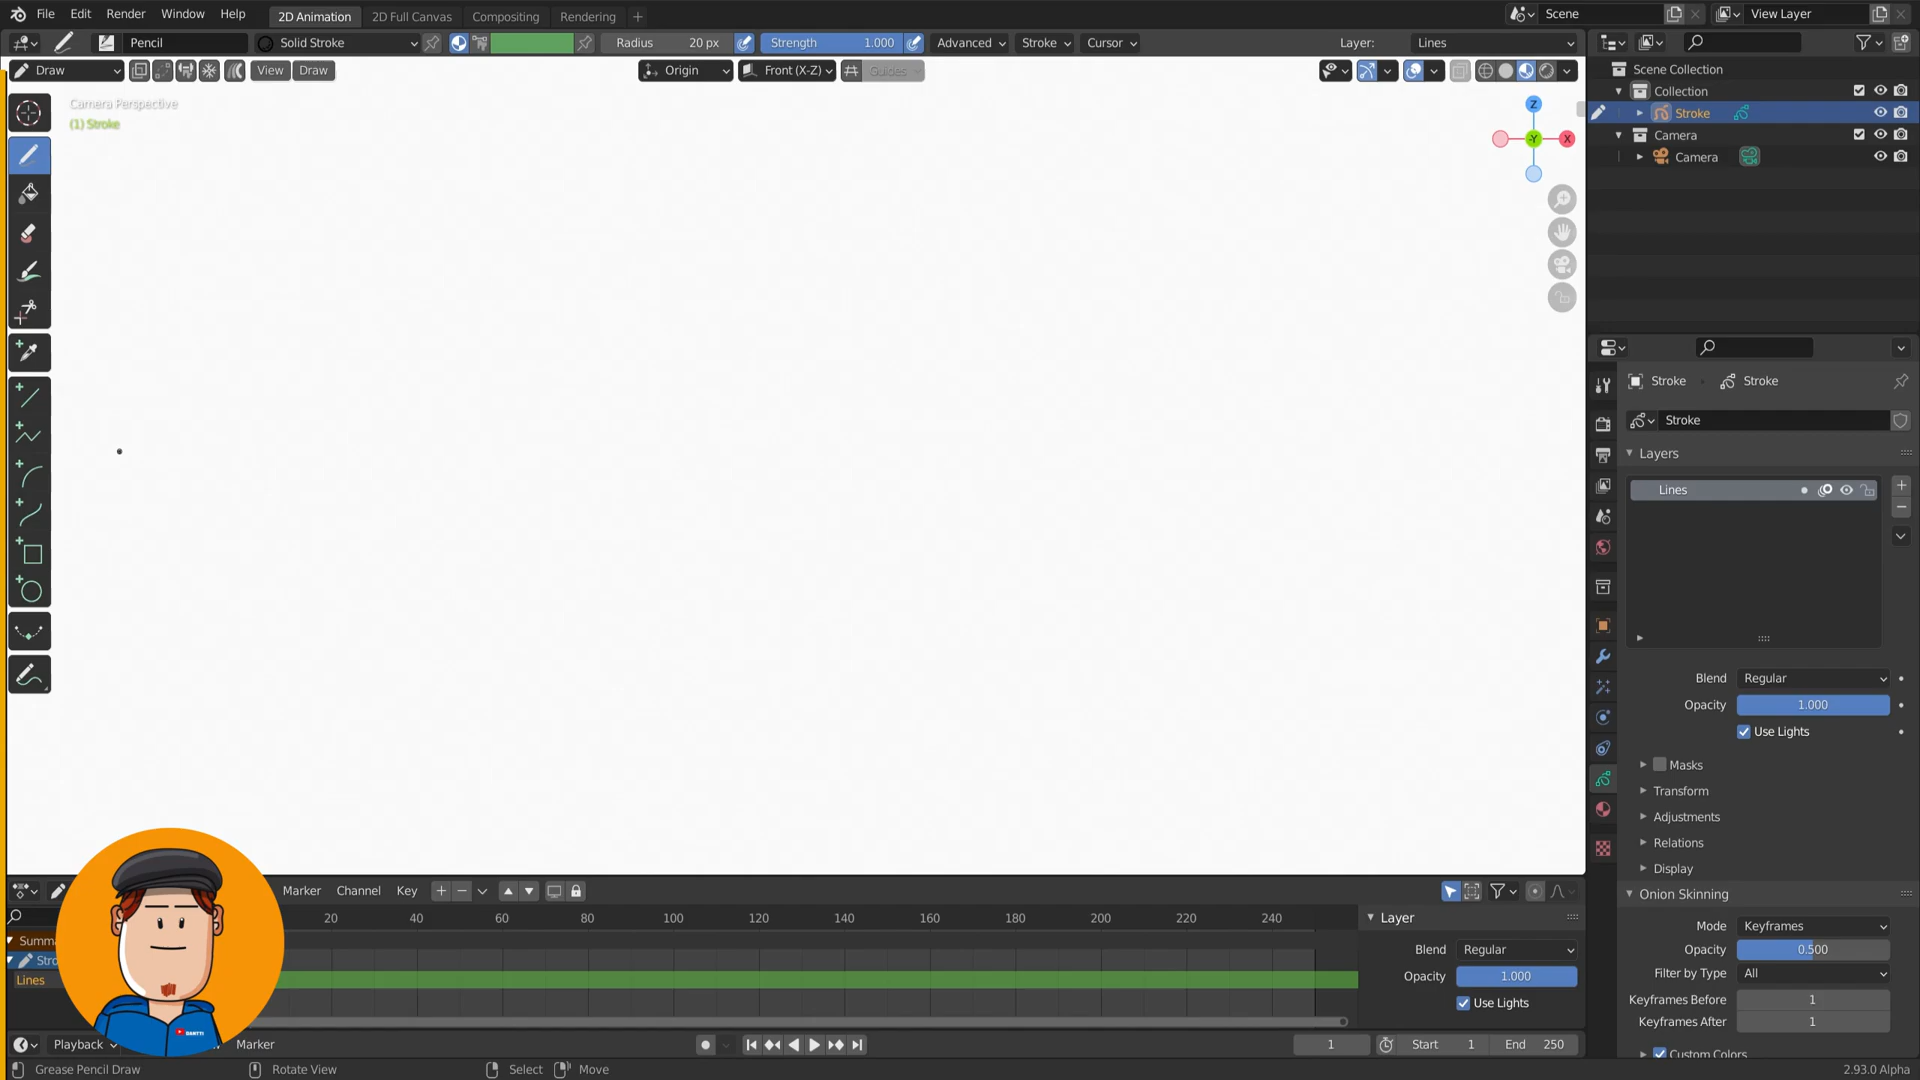 File Edit Render Window Help 2D Animation 2D Full Canvas Compositing Rendering + Scene View Layer
Pencil Solid Stroke Radius 20 px Strength 1.000 Advanced Stroke Cursor Layer: Lines
Draw View Draw Origin Front (X-Z) Guides
Camera Perspective
(1) Stroke
Z
-Y X
Scene Collection
Collection
Stroke
Camera
Camera
Stroke Stroke
Stroke
Layers
Lines
Blend Regular
Opacity 1.000
Use Lights
Masks
Transform
Adjustments
Relations
Display
Onion Skinning
Mode Keyframes
Opacity 0.500
Filter by Type All
Keyframes Before 1
Keyframes After 1
Custom Colors
Marker Channel Key
20 40 60 80 100 120 140 160 180 200 220 240
Summa
Stro
Lines
Layer
Blend Regular
Opacity 1.000
Use Lights
Playback Marker 1 Start 1 End 250
Grease Pencil Draw Rotate View Select Move 2.93.0 Alpha